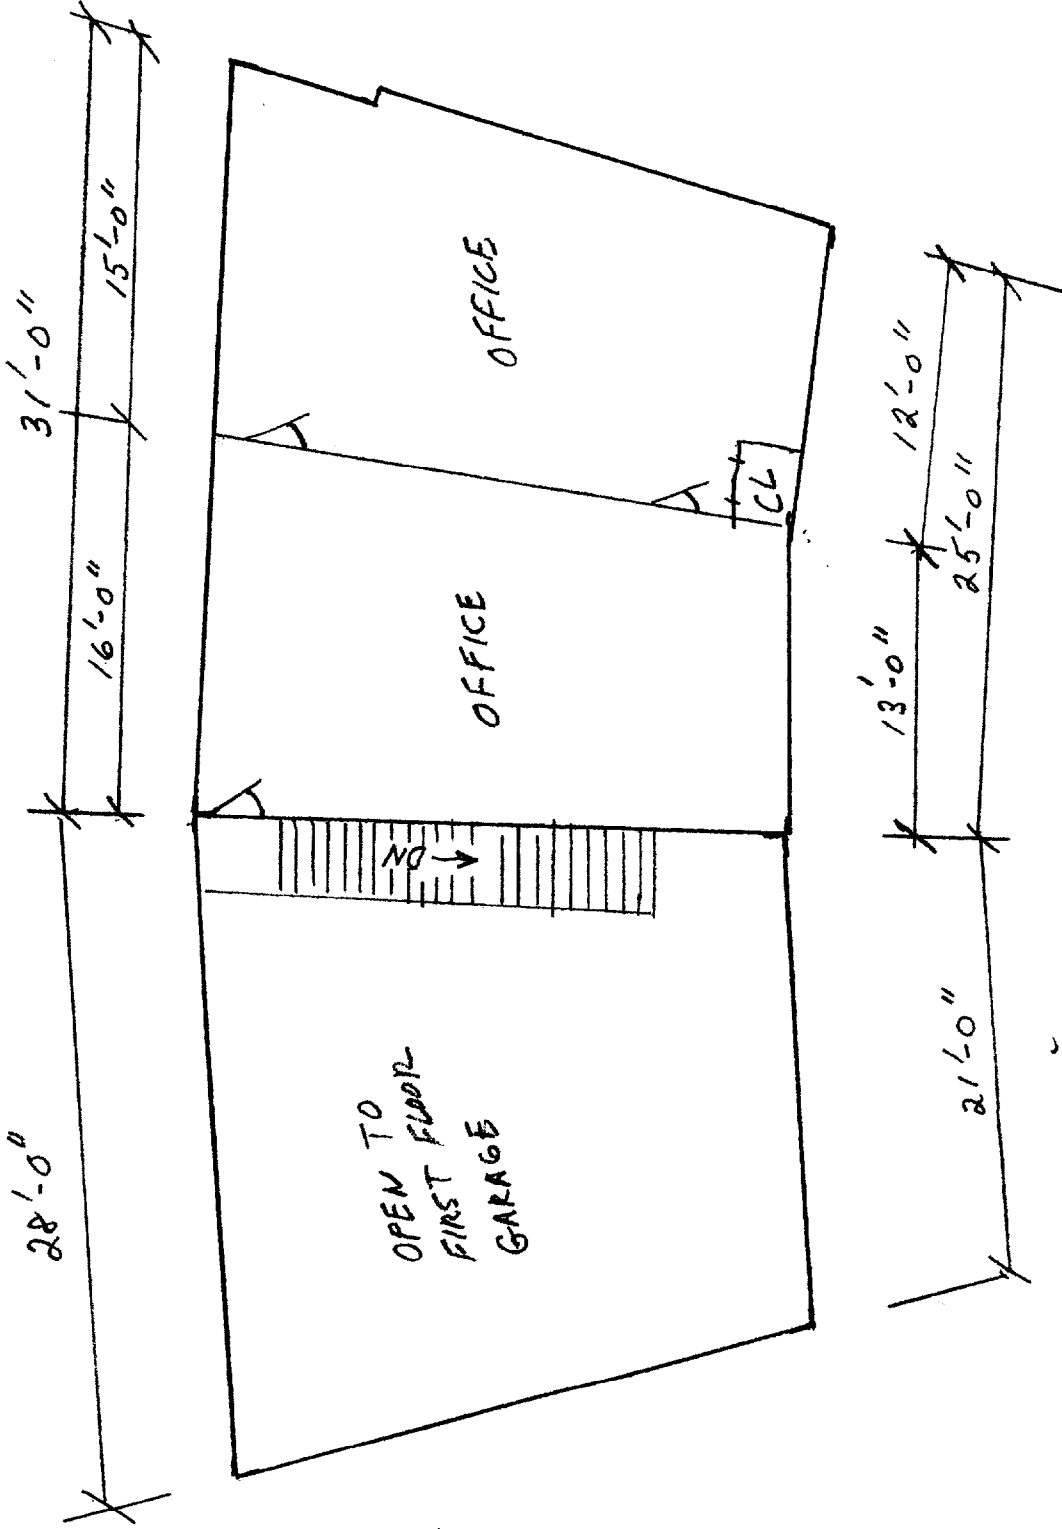 31'-0"
28'-0"
16'-0"
15'-0"
OPEN TO
FIRST FLOOR
GARAGE
DN
OFFICE
OFFICE
CL
13'-0"
12'-0"
21'-0"
25'-0"